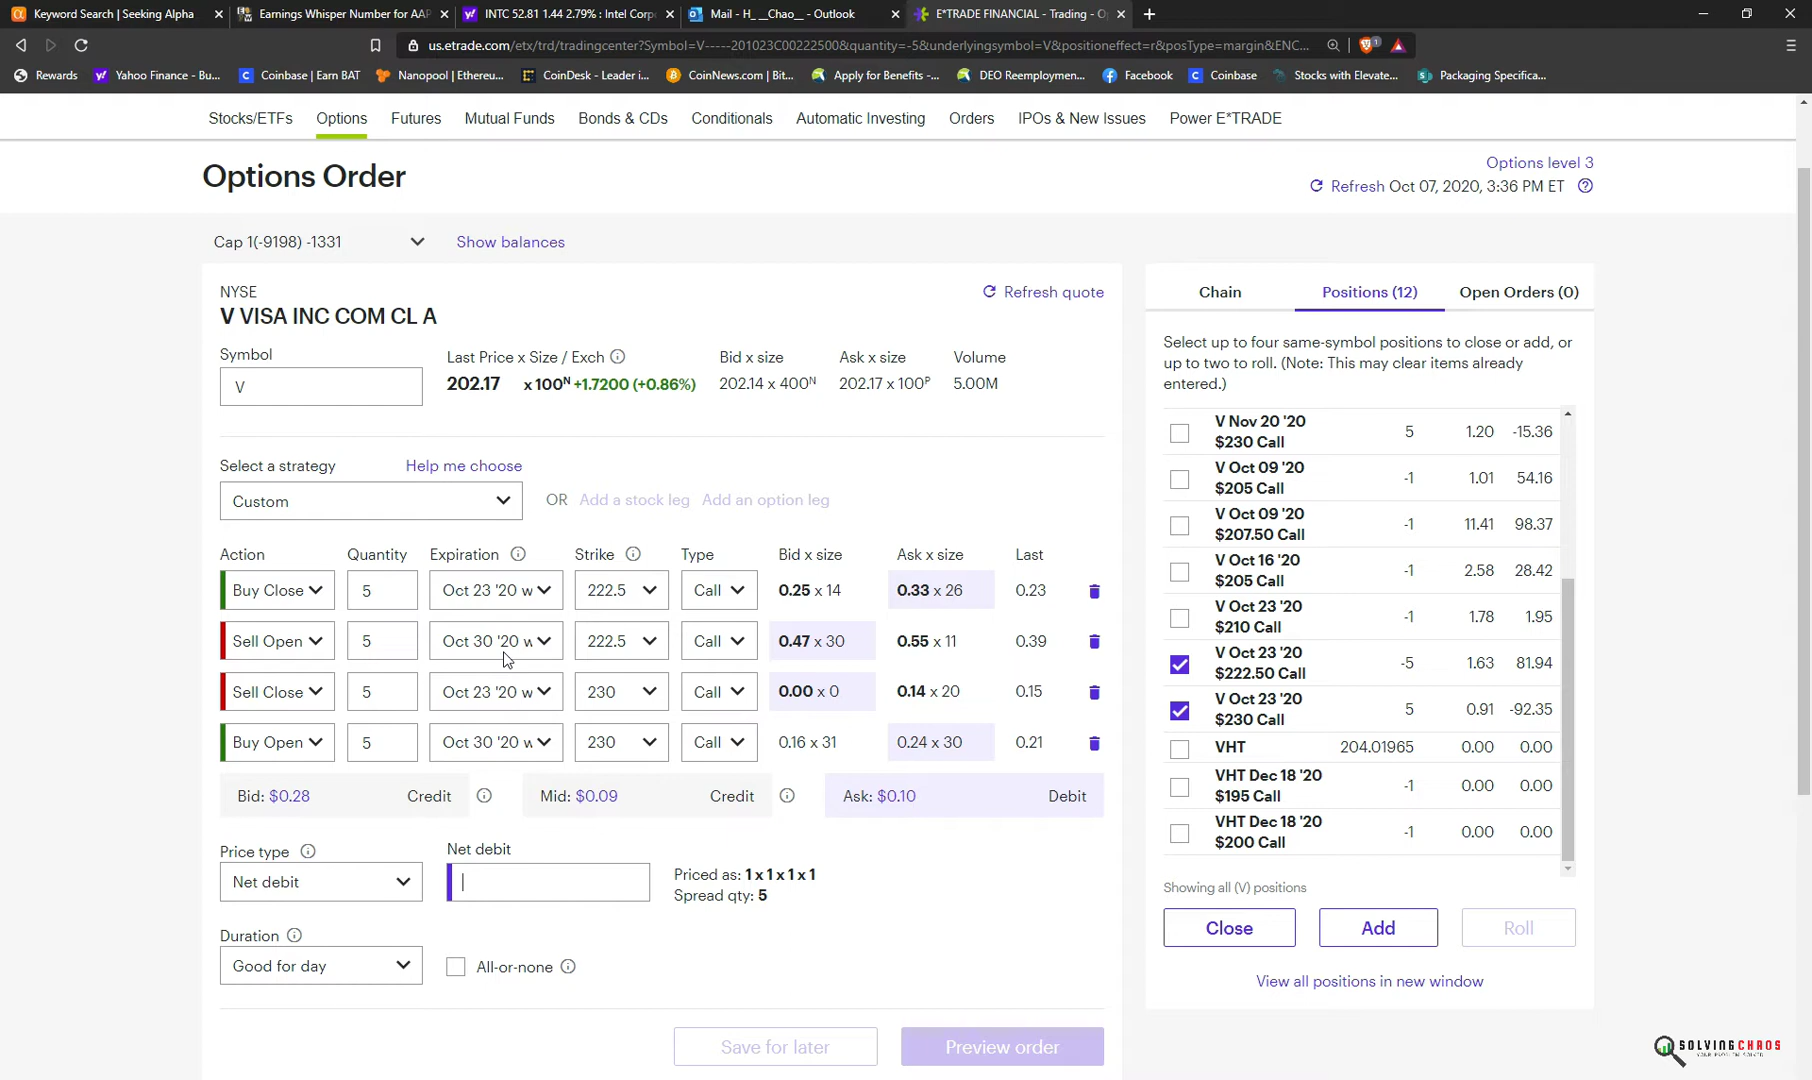 Keyword Search | Seeking Alpha
Earnings Whisper Number for AAP
INTC 52.81 1.44 2.79% : Intel Corp
Mail - H_ __Chao__ - Outlook
E*TRADE FINANCIAL - Trading - O
us.etrade.com/etx/trd/tradingcenter?Symbol=V-----201023C00222500&quantity=-5&underlyingsymbol=V&positioneffect=r&posType=margin&ENC...
Rewards
Yahoo Finance - Bu...
Coinbase | Earn BAT
Nanopool | Ethereu...
CoinDesk - Leader i...
CoinNews.com | Bit...
Apply for Benefits -...
DEO Reemploymen...
Facebook
Coinbase
Stocks with Elevate...
Packaging Specifica...
Stocks/ETFs Options Futures Mutual Funds Bonds & CDs Conditionals Automatic Investing Orders IPOs & New Issues Power E*TRADE
Options Order
Options level 3
Refresh Oct 07, 2020, 3:36 PM ET
Cap 1(-9198) -1331
Show balances
NYSE
V VISA INC COM CL A
Refresh quote
Symbol
V
Last Price x Size / Exch Bid x size Ask x size Volume
202.17 x 100ᴺ +1.7200 (+0.86%) 202.14 x 400ᴺ 202.17 x 100ᴾ 5.00M
Select a strategy Help me choose
Custom OR Add a stock leg Add an option leg
Action Quantity Expiration Strike Type Bid x size Ask x size Last
Buy Close 5 Oct 23 '20 w 222.5 Call 0.25 x 14 0.33 x 26 0.23
Sell Open 5 Oct 30 '20 w 222.5 Call 0.47 x 30 0.55 x 11 0.39
Sell Close 5 Oct 23 '20 w 230 Call 0.00 x 0 0.14 x 20 0.15
Buy Open 5 Oct 30 '20 w 230 Call 0.16 x 31 0.24 x 30 0.21
Bid: $0.28 Credit Mid: $0.09 Credit Ask: $0.10 Debit
Price type Net debit
Net debit
Priced as: 1 x 1 x 1 x 1
Spread qty: 5
Duration
Good for day All-or-none
Save for later Preview order
Chain Positions (12) Open Orders (0)
Select up to four same-symbol positions to close or add, or
up to two to roll. (Note: This may clear items already
entered.)
V Nov 20 '20
$230 Call 5 1.20 -15.36
V Oct 09 '20
$205 Call -1 1.01 54.16
V Oct 09 '20
$207.50 Call -1 11.41 98.37
V Oct 16 '20
$205 Call -1 2.58 28.42
V Oct 23 '20
$210 Call -1 1.78 1.95
V Oct 23 '20
$222.50 Call -5 1.63 81.94
V Oct 23 '20
$230 Call 5 0.91 -92.35
VHT 204.01965 0.00 0.00
VHT Dec 18 '20
$195 Call -1 0.00 0.00
VHT Dec 18 '20
$200 Call -1 0.00 0.00
Showing all (V) positions
Close Add Roll
View all positions in new window
SOLVINGCHAOS